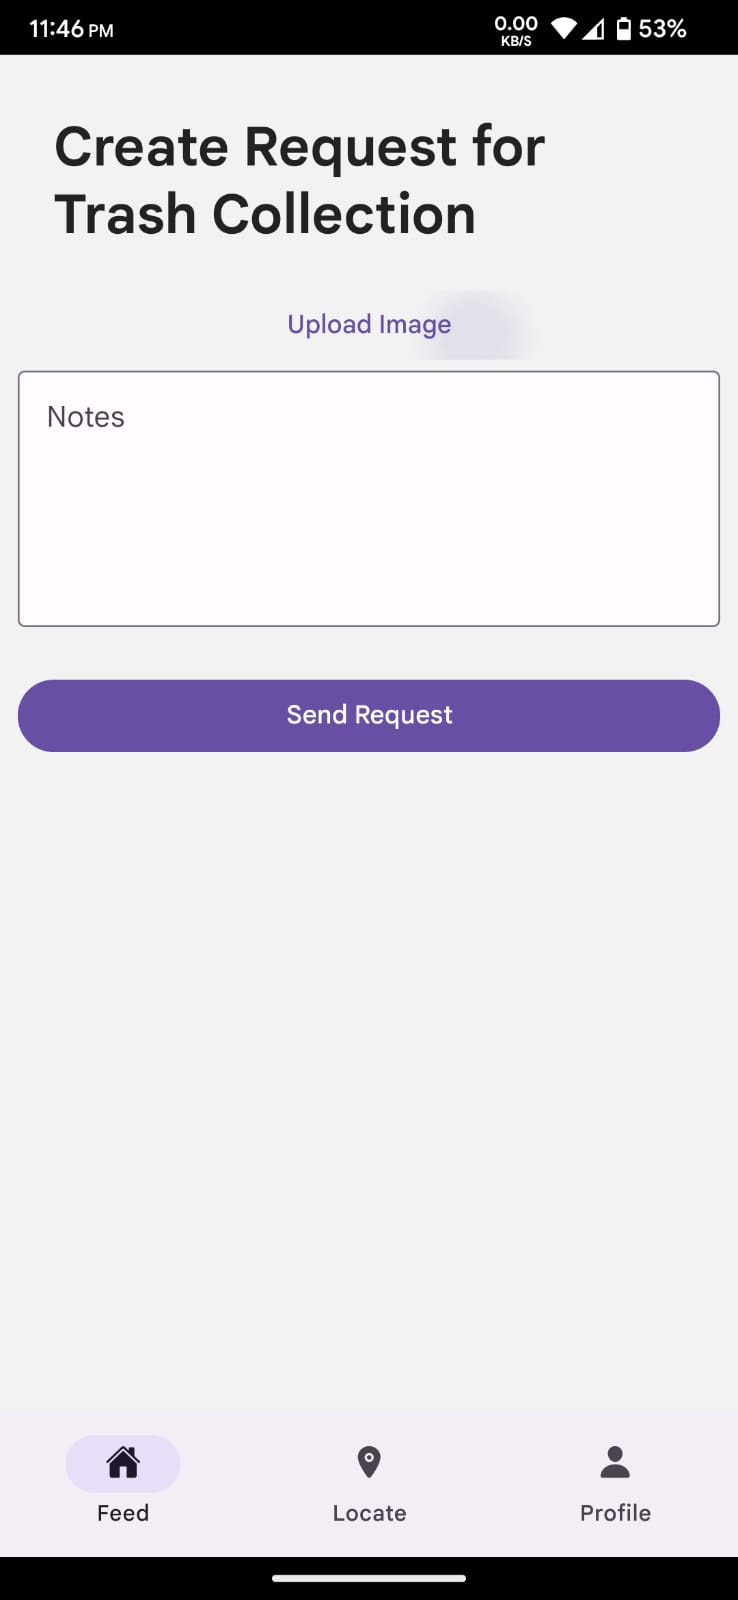 11:46 PM
0.00
KB/S
53%
Create Request for
Trash Collection
Upload Image
Notes
Send Request
Feed
Locate
Profile